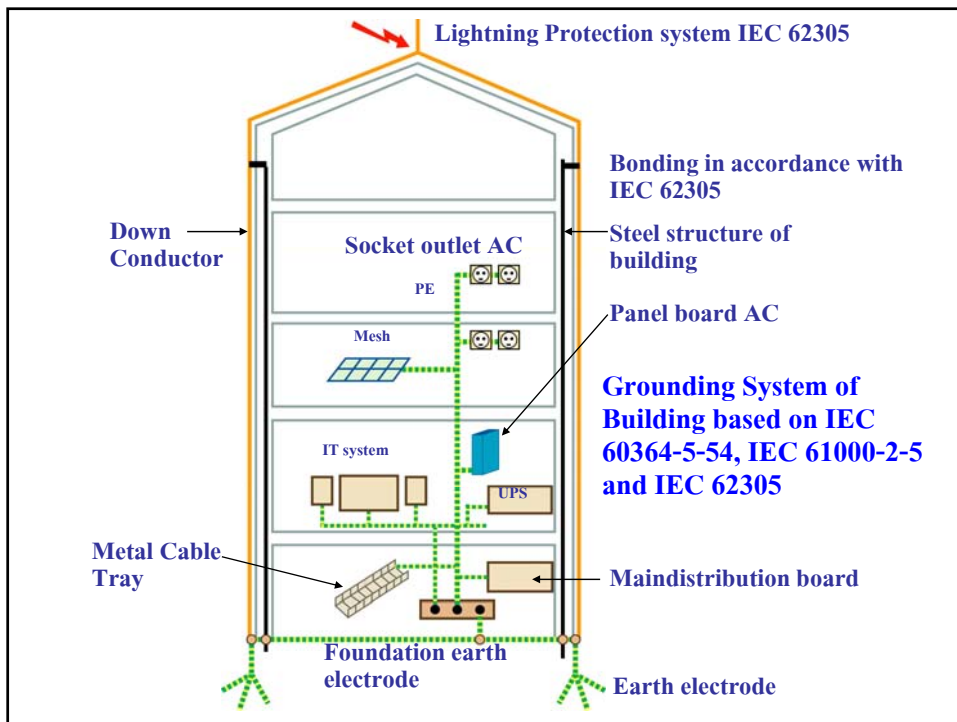 Lightning Protection system IEC 62305
Bonding in accordance with
IEC 62305
Down
Conductor
Steel structure of
building
Socket outlet AC
PE
Panel board AC
Mesh
Grounding System of
Building based on IEC
60364-5-54, IEC 61000-2-5
and IEC 62305
IT system
UPS
Metal Cable
Tray
Maindistribution board
Foundation earth
electrode
Earth electrode